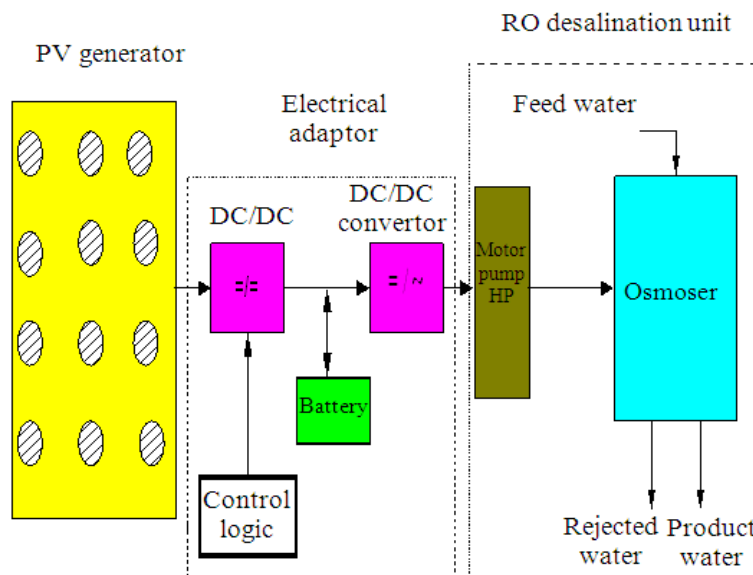 RO desalination unit
PV generator
Electrical
adaptor
Feed water
DC/DC
DC/DC
convertor
=/=
=/~
Motor
pump
HP
Osmoser
Battery
Control
logic
Rejected
water
Product
water